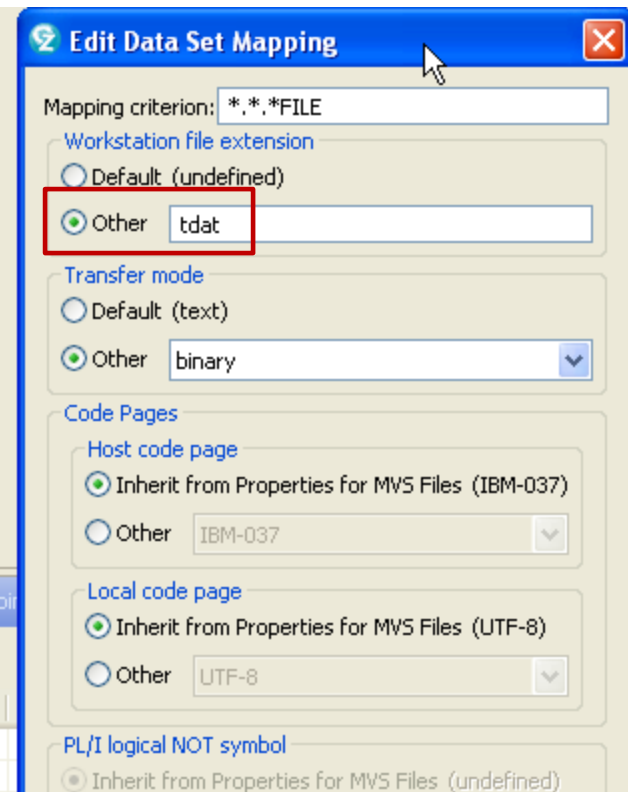 Edit Data Set Mapping
Mapping criterion: *.*.*FILE
Workstation file extension
Default (undefined)
Other tdat
Transfer mode
Default (text)
Other binary
Code Pages
Host code page
Inherit from Properties for MVS Files (IBM-037)
Other IBM-037
Local code page
Inherit from Properties for MVS Files (UTF-8)
Other UTF-8
PL/I logical NOT symbol
Inherit from Properties for MVS Files (undefined)